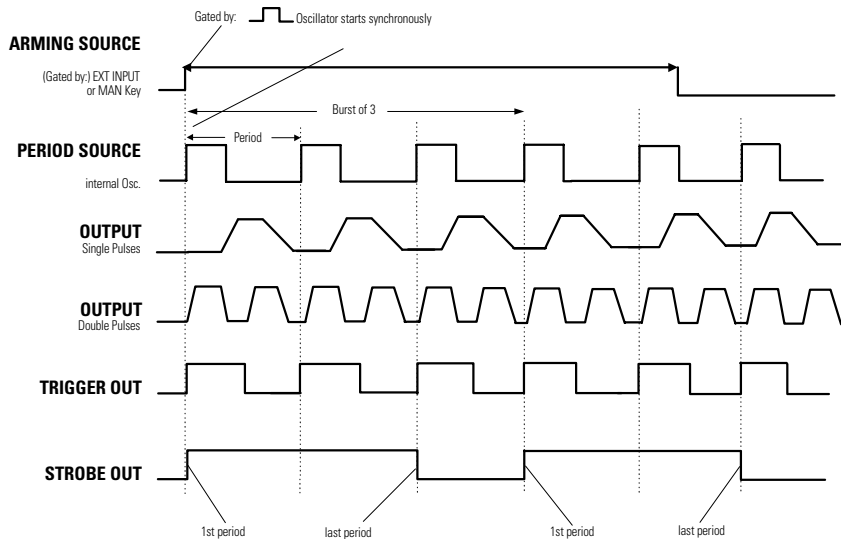 Gated by: Oscillator starts synchronously
ARMING SOURCE
(Gated by:) EXT INPUT
or MAN Key
Burst of 3
Period
PERIOD SOURCE
internal Osc.
OUTPUT
Single Pulses
OUTPUT
Double Pulses
TRIGGER OUT
STROBE OUT
1st period last period 1st period last period